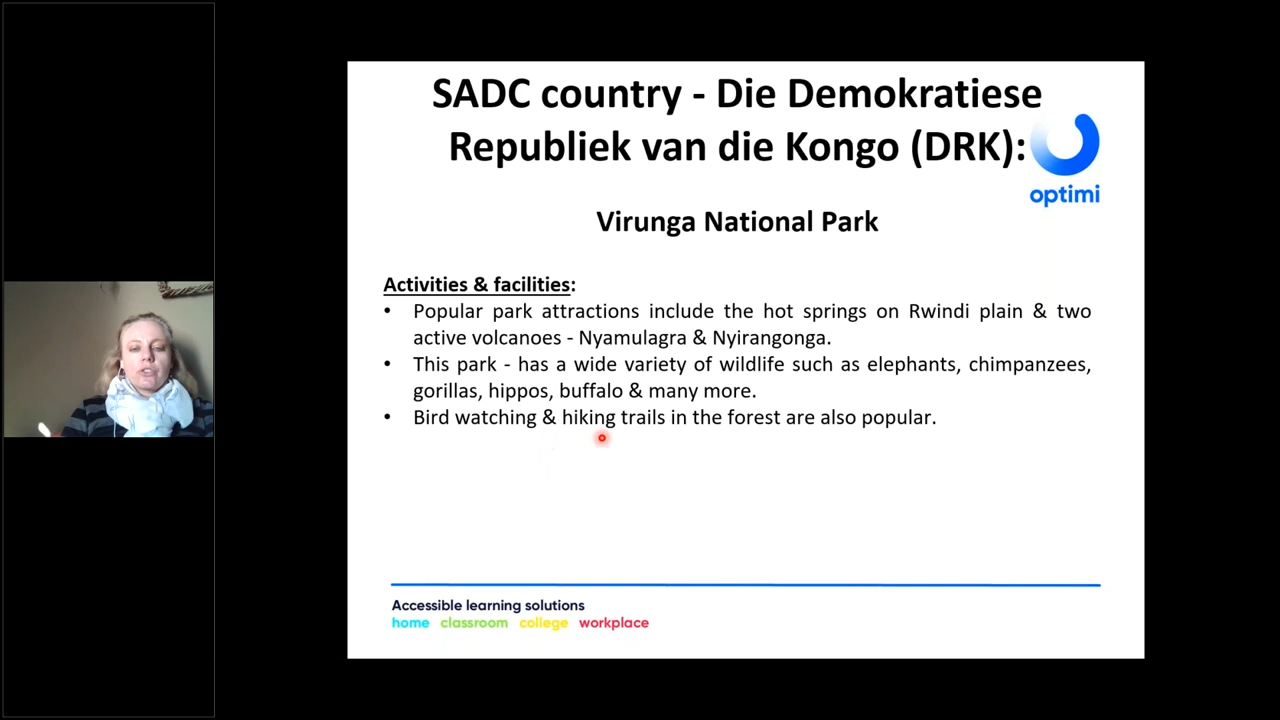 SADC country - Die Demokratiese
Republiek van die Kongo (DRK):
optimi
Virunga National Park
Activities & facilities:
• Popular park attractions include the hot springs on Rwindi plain & two
active volcanoes - Nyamulagra & Nyirangonga.
• This park - has a wide variety of wildlife such as elephants, chimpanzees,
gorillas, hippos, buffalo & many more.
• Bird watching & hiking trails in the forest are also popular.
Accessible learning solutions
home classroom college workplace